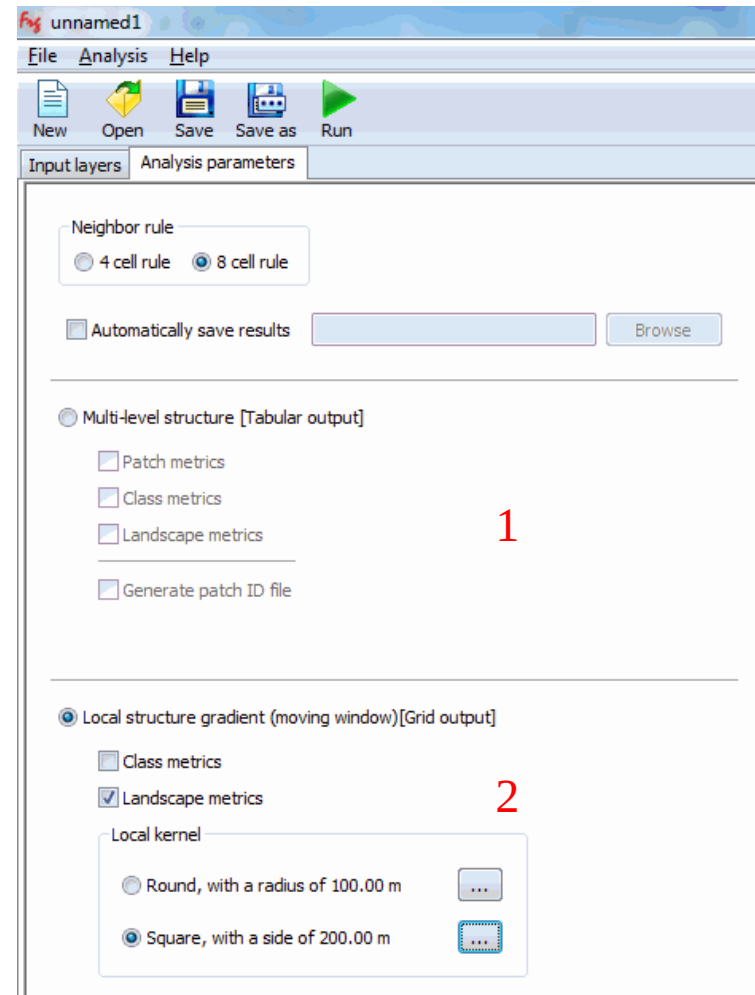 Frg unnamed1
File Analysis Help
New Open Save Save as Run
Input layers Analysis parameters
Neighbor rule
4 cell rule 8 cell rule
Automatically save results Browse
Multi-level structure [Tabular output]
Patch metrics
Class metrics
Landscape metrics
1
Generate patch ID file
Local structure gradient (moving window)[Grid output]
Class metrics
Landscape metrics
2
Local kernel
Round, with a radius of 100.00 m ...
Square, with a side of 200.00 m ...